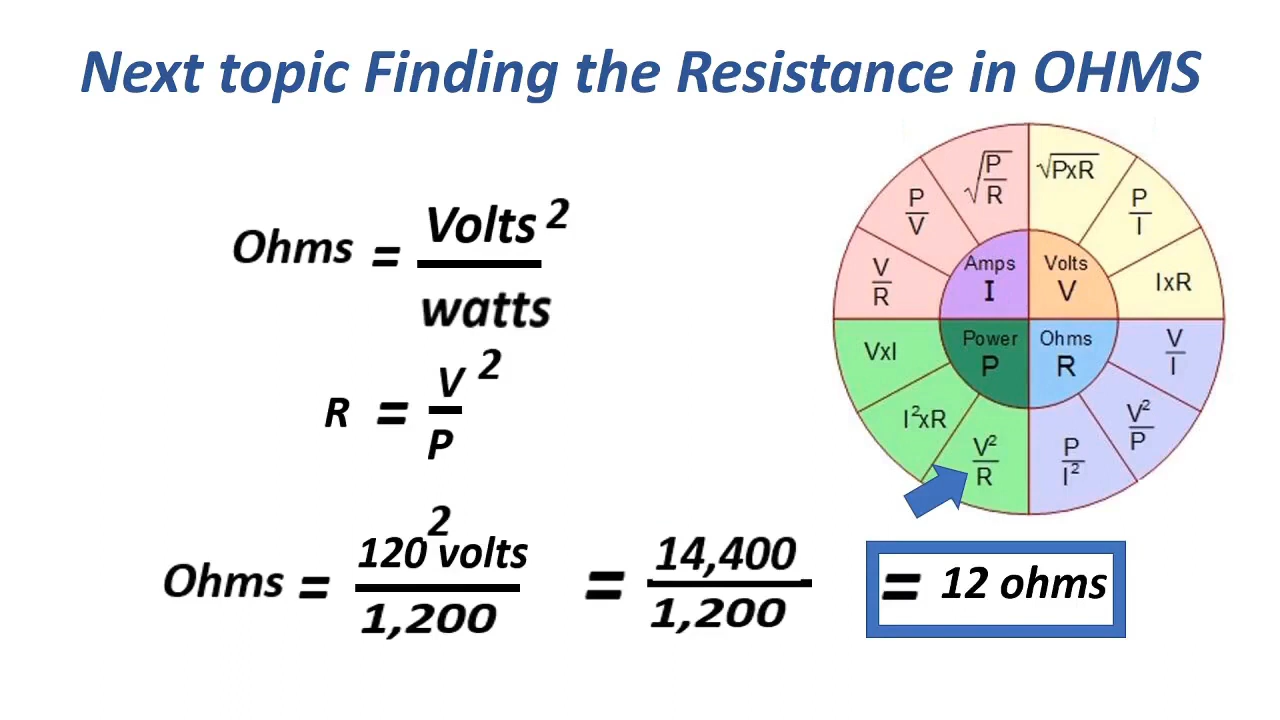 Next topic Finding the Resistance in OHMS
Ohms = Volts²
watts
R = V²
P
Ohms = 120² volts
1,200
= 14,400
1,200
= 12 ohms
√P/R
√PxR
P/V
P/I
V/R
IxR
Amps
I
Volts
V
Power
P
Ohms
R
VxI
V/I
I²xR
V²/P
V²/R
P/I²